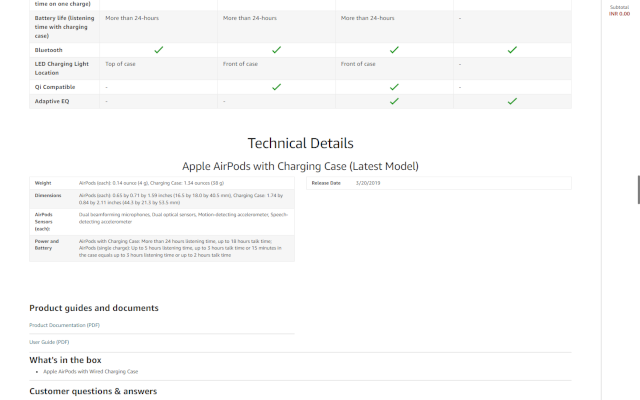 time on one charge)
Subtotal
INR 0.00
Battery life (listening time with charging case) More than 24-hours More than 24-hours More than 24-hours -
Bluetooth
LED Charging Light Location Top of case Front of case Front of case -
Qi Compatible -
Adaptive EQ - -
Technical Details
Apple AirPods with Charging Case (Latest Model)
Weight AirPods (each): 0.14 ounce (4 g), Charging Case: 1.34 ounces (38 g)
Release Date 3/20/2019
Dimensions AirPods (each): 0.65 by 0.71 by 1.59 inches (16.5 by 18.0 by 40.5 mm), Charging Case: 1.74 by
0.84 by 2.11 inches (44.3 by 21.3 by 53.5 mm)
AirPods Sensors (each): Dual beamforming microphones, Dual optical sensors, Motion-detecting accelerometer, Speech-
detecting accelerometer
Power and Battery AirPods with Charging Case: More than 24 hours listening time, up to 18 hours talk time;
AirPods (single charge): Up to 5 hours listening time, up to 3 hours talk time or 15 minutes in
the case equals up to 3 hours listening time or up to 2 hours talk time
Product guides and documents
Product Documentation (PDF)
User Guide (PDF)
What's in the box
Apple AirPods with Wired Charging Case
Customer questions & answers